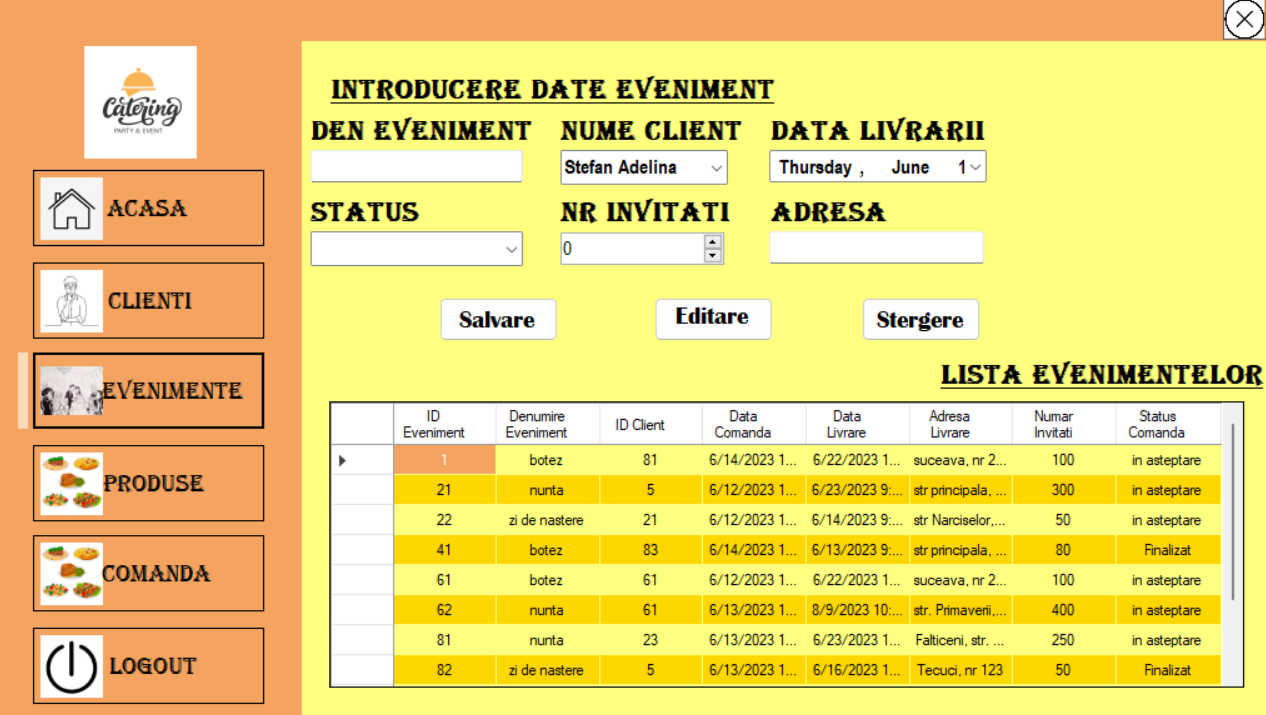 Catering
PARTY & EVENT
ACASA
CLIENTI
EVENIMENTE
PRODUSE
COMANDA
LOGOUT
INTRODUCERE DATE EVENIMENT
DEN EVENIMENT NUME CLIENT DATA LIVRARII
Stefan Adelina Thursday , June 1
STATUS NR INVITATI ADRESA
0
Salvare Editare Stergere
LISTA EVENIMENTELOR
ID Eveniment Denumire Eveniment ID Client Data Comanda Data Livrare Adresa Livrare Numar Invitati Status Comanda
1 botez 81 6/14/2023 1... 6/22/2023 1... suceava, nr 2... 100 in asteptare
21 nunta 5 6/12/2023 1... 6/23/2023 9:... str principala, ... 300 in asteptare
22 zi de nastere 21 6/12/2023 1... 6/14/2023 9:... str Narciselor,... 50 in asteptare
41 botez 83 6/14/2023 1... 6/13/2023 9:... str principala, ... 80 Finalizat
61 botez 61 6/12/2023 1... 6/22/2023 1... suceava, nr 2... 100 in asteptare
62 nunta 61 6/13/2023 1... 8/9/2023 10:... str. Primaverii,... 400 in asteptare
81 nunta 23 6/13/2023 1... 6/23/2023 1... Falticeni, str. ... 250 in asteptare
82 zi de nastere 5 6/13/2023 1... 6/16/2023 1... Tecuci, nr 123 50 Finalizat